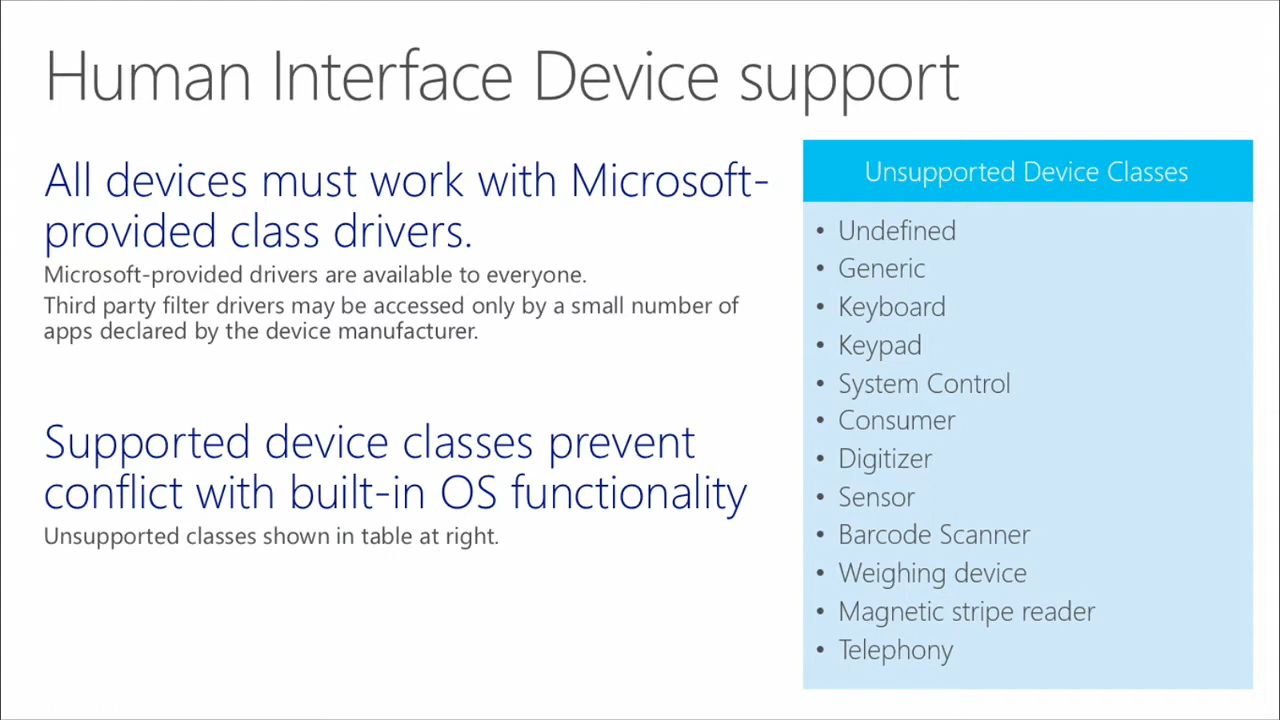 Human Interface Device support
All devices must work with Microsoft-
provided class drivers.
Microsoft-provided drivers are available to everyone.
Third party filter drivers may be accessed only by a small number of
apps declared by the device manufacturer.
Supported device classes prevent
conflict with built-in OS functionality
Unsupported classes shown in table at right.
Unsupported Device Classes
• Undefined
• Generic
• Keyboard
• Keypad
• System Control
• Consumer
• Digitizer
• Sensor
• Barcode Scanner
• Weighing device
• Magnetic stripe reader
• Telephony